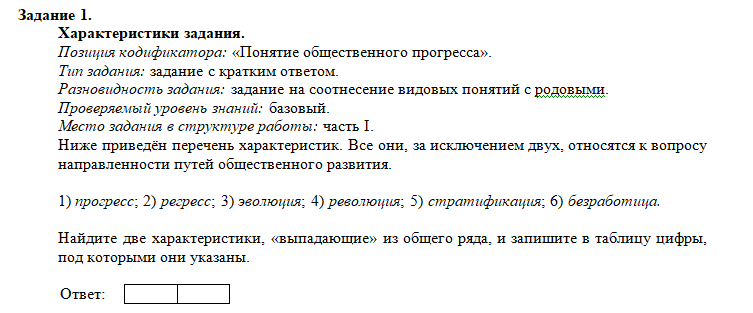 Задание 1.
Характеристики задания.
Позиция кодификатора: «Понятие общественного прогресса».
Тип задания: задание с кратким ответом.
Разновидность задания: задание на соотнесение видовых понятий с родовыми.
Проверяемый уровень знаний: базовый.
Место задания в структуре работы: часть I.
Ниже приведён перечень характеристик. Все они, за исключением двух, относятся к вопросу
направленности путей общественного развития.
1) прогресс; 2) регресс; 3) эволюция; 4) революция; 5) стратификация; 6) безработица.
Найдите две характеристики, «выпадающие» из общего ряда, и запишите в таблицу цифры,
под которыми они указаны.
Ответ: